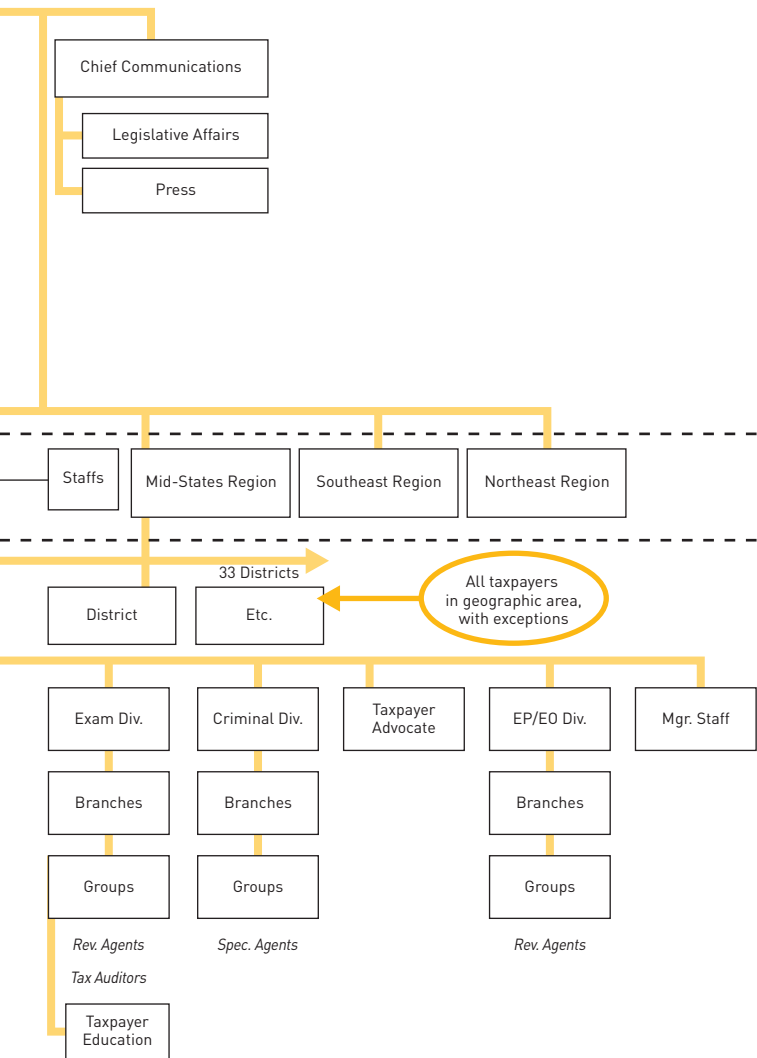 Chief Communications
Legislative Affairs
Press
Staffs
Mid-States Region
Southeast Region
Northeast Region
33 Districts
District
Etc.
All taxpayers
in geographic area,
with exceptions
Exam Div.
Criminal Div.
Taxpayer
Advocate
EP/EO Div.
Mgr. Staff
Branches
Branches
Branches
Groups
Groups
Groups
Rev. Agents
Spec. Agents
Rev. Agents
Tax Auditors
Taxpayer
Education